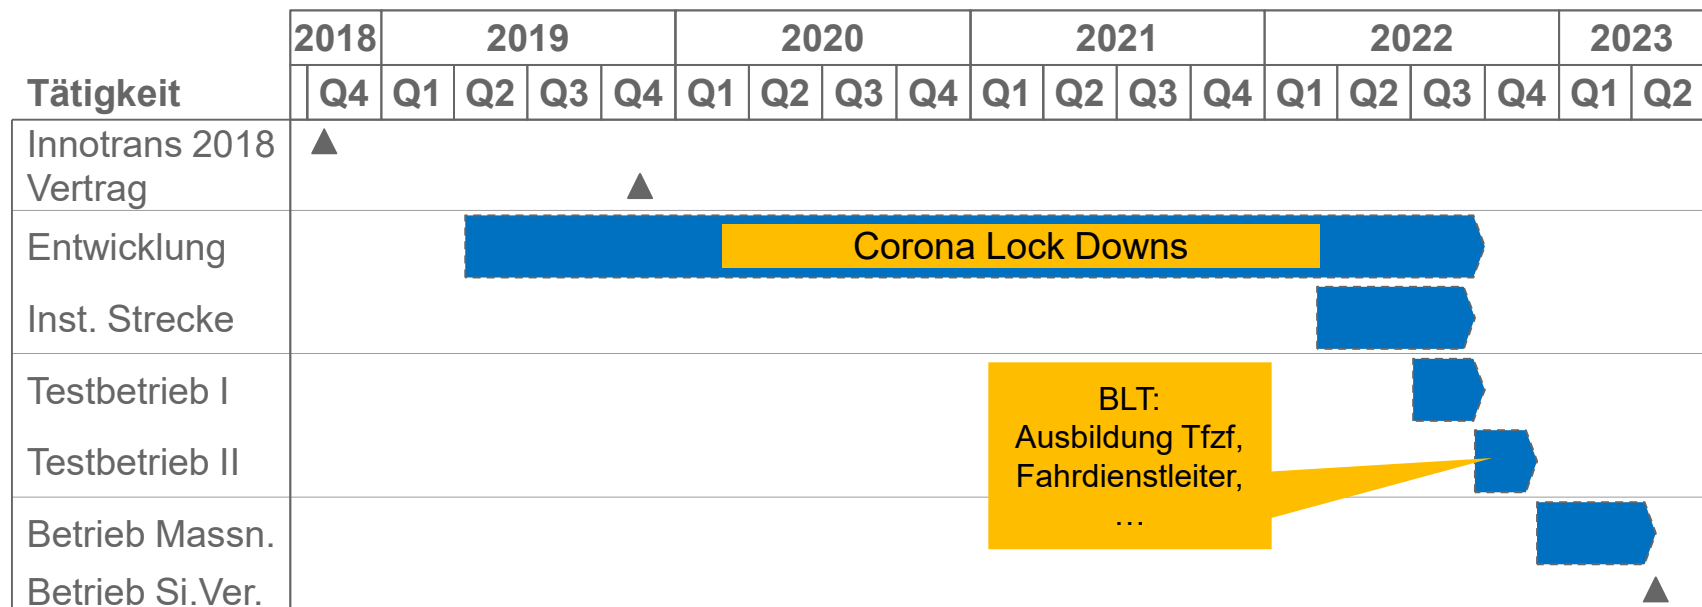 2018 2019 2020 2021 2022 2023
Tätigkeit Q4 Q1 Q2 Q3 Q4 Q1 Q2 Q3 Q4 Q1 Q2 Q3 Q4 Q1 Q2 Q3 Q4 Q1 Q2
Innotrans 2018
Vertrag
Entwicklung
Corona Lock Downs
Inst. Strecke
Testbetrieb I
Testbetrieb II
BLT:
Ausbildung Tfzf,
Fahrdienstleiter,
…
Betrieb Massn.
Betrieb Si.Ver.